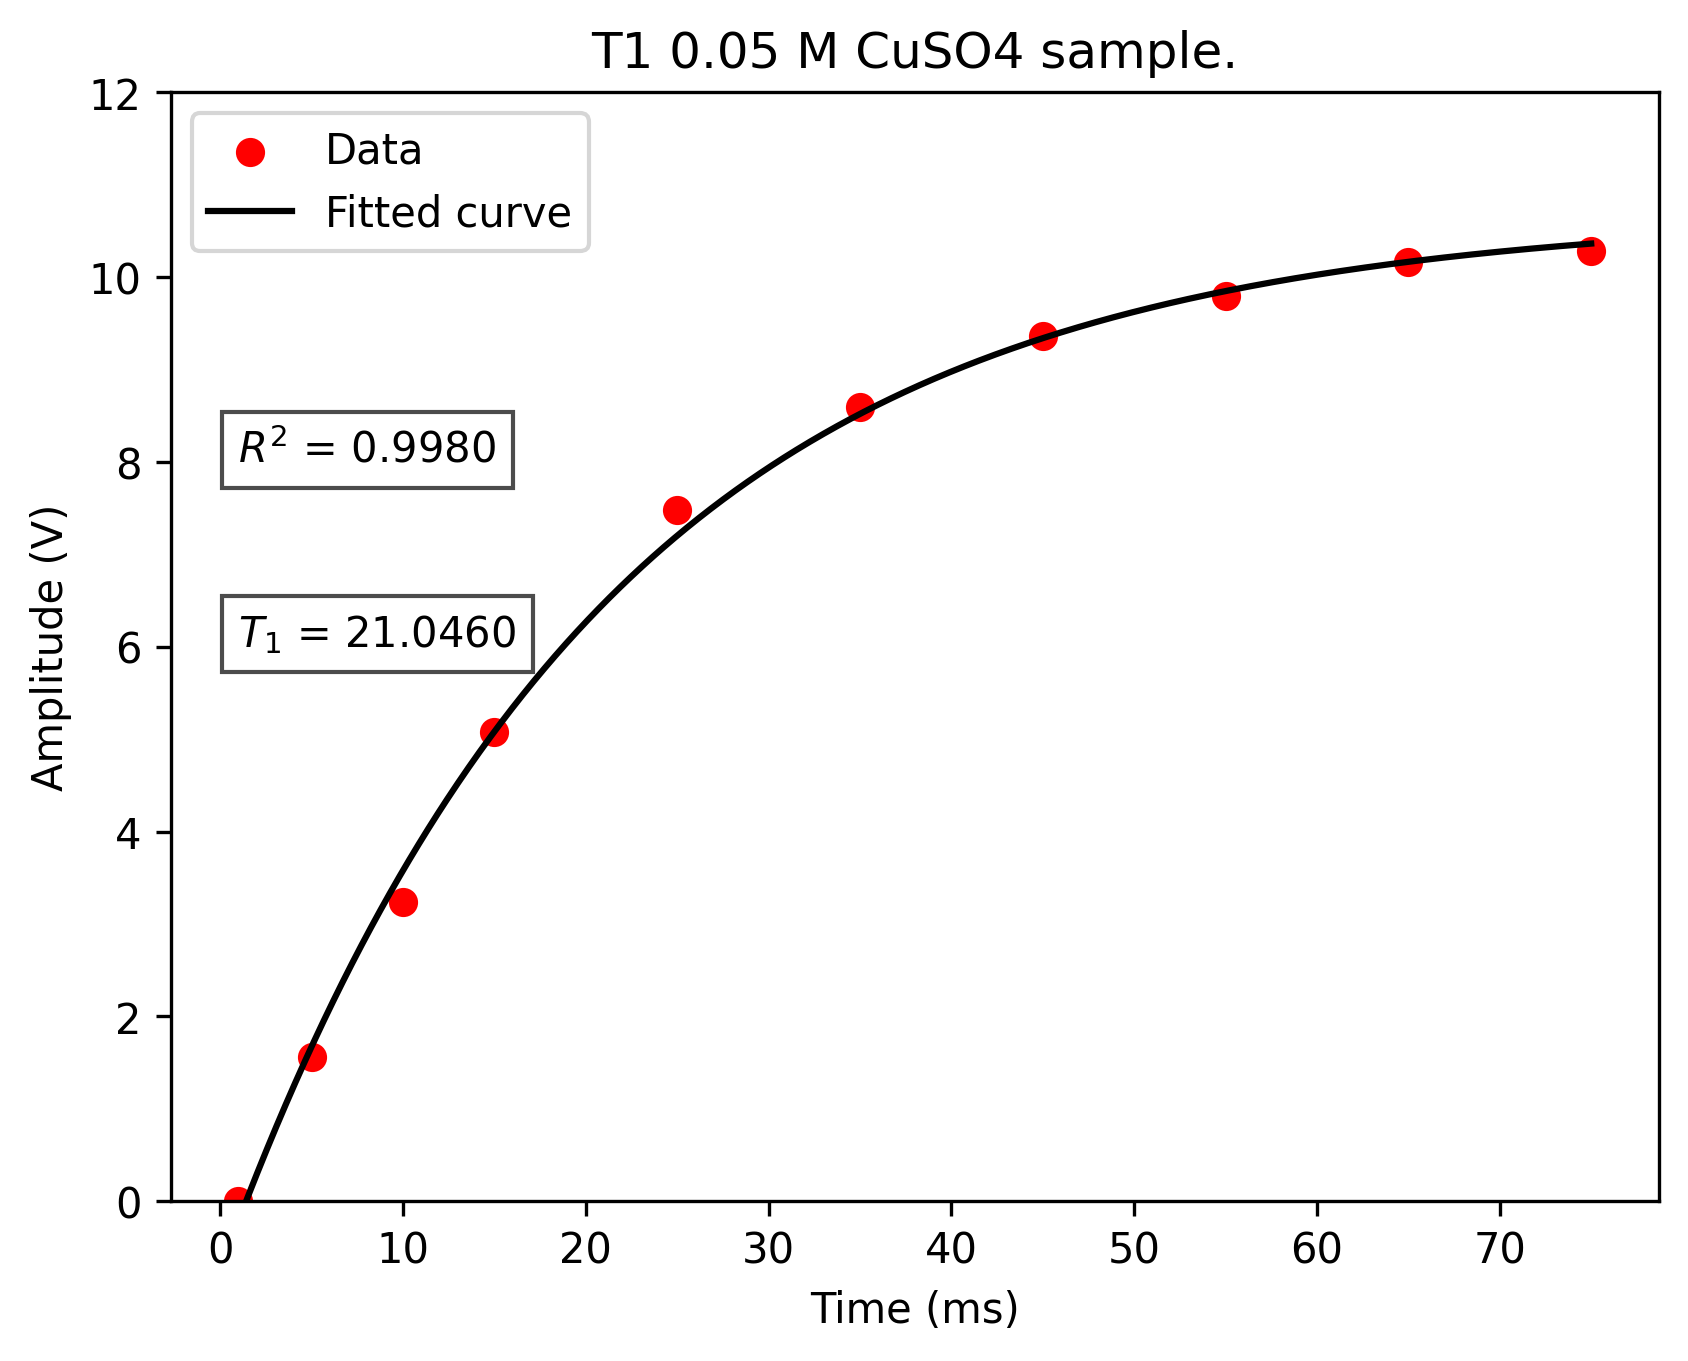 T1 0.05 M CuSO4 sample.
12
10
8
6
4
2
0
Amplitude (V)
Data
Fitted curve
R² = 0.9980
T₁ = 21.0460
0 10 20 30 40 50 60 70
Time (ms)